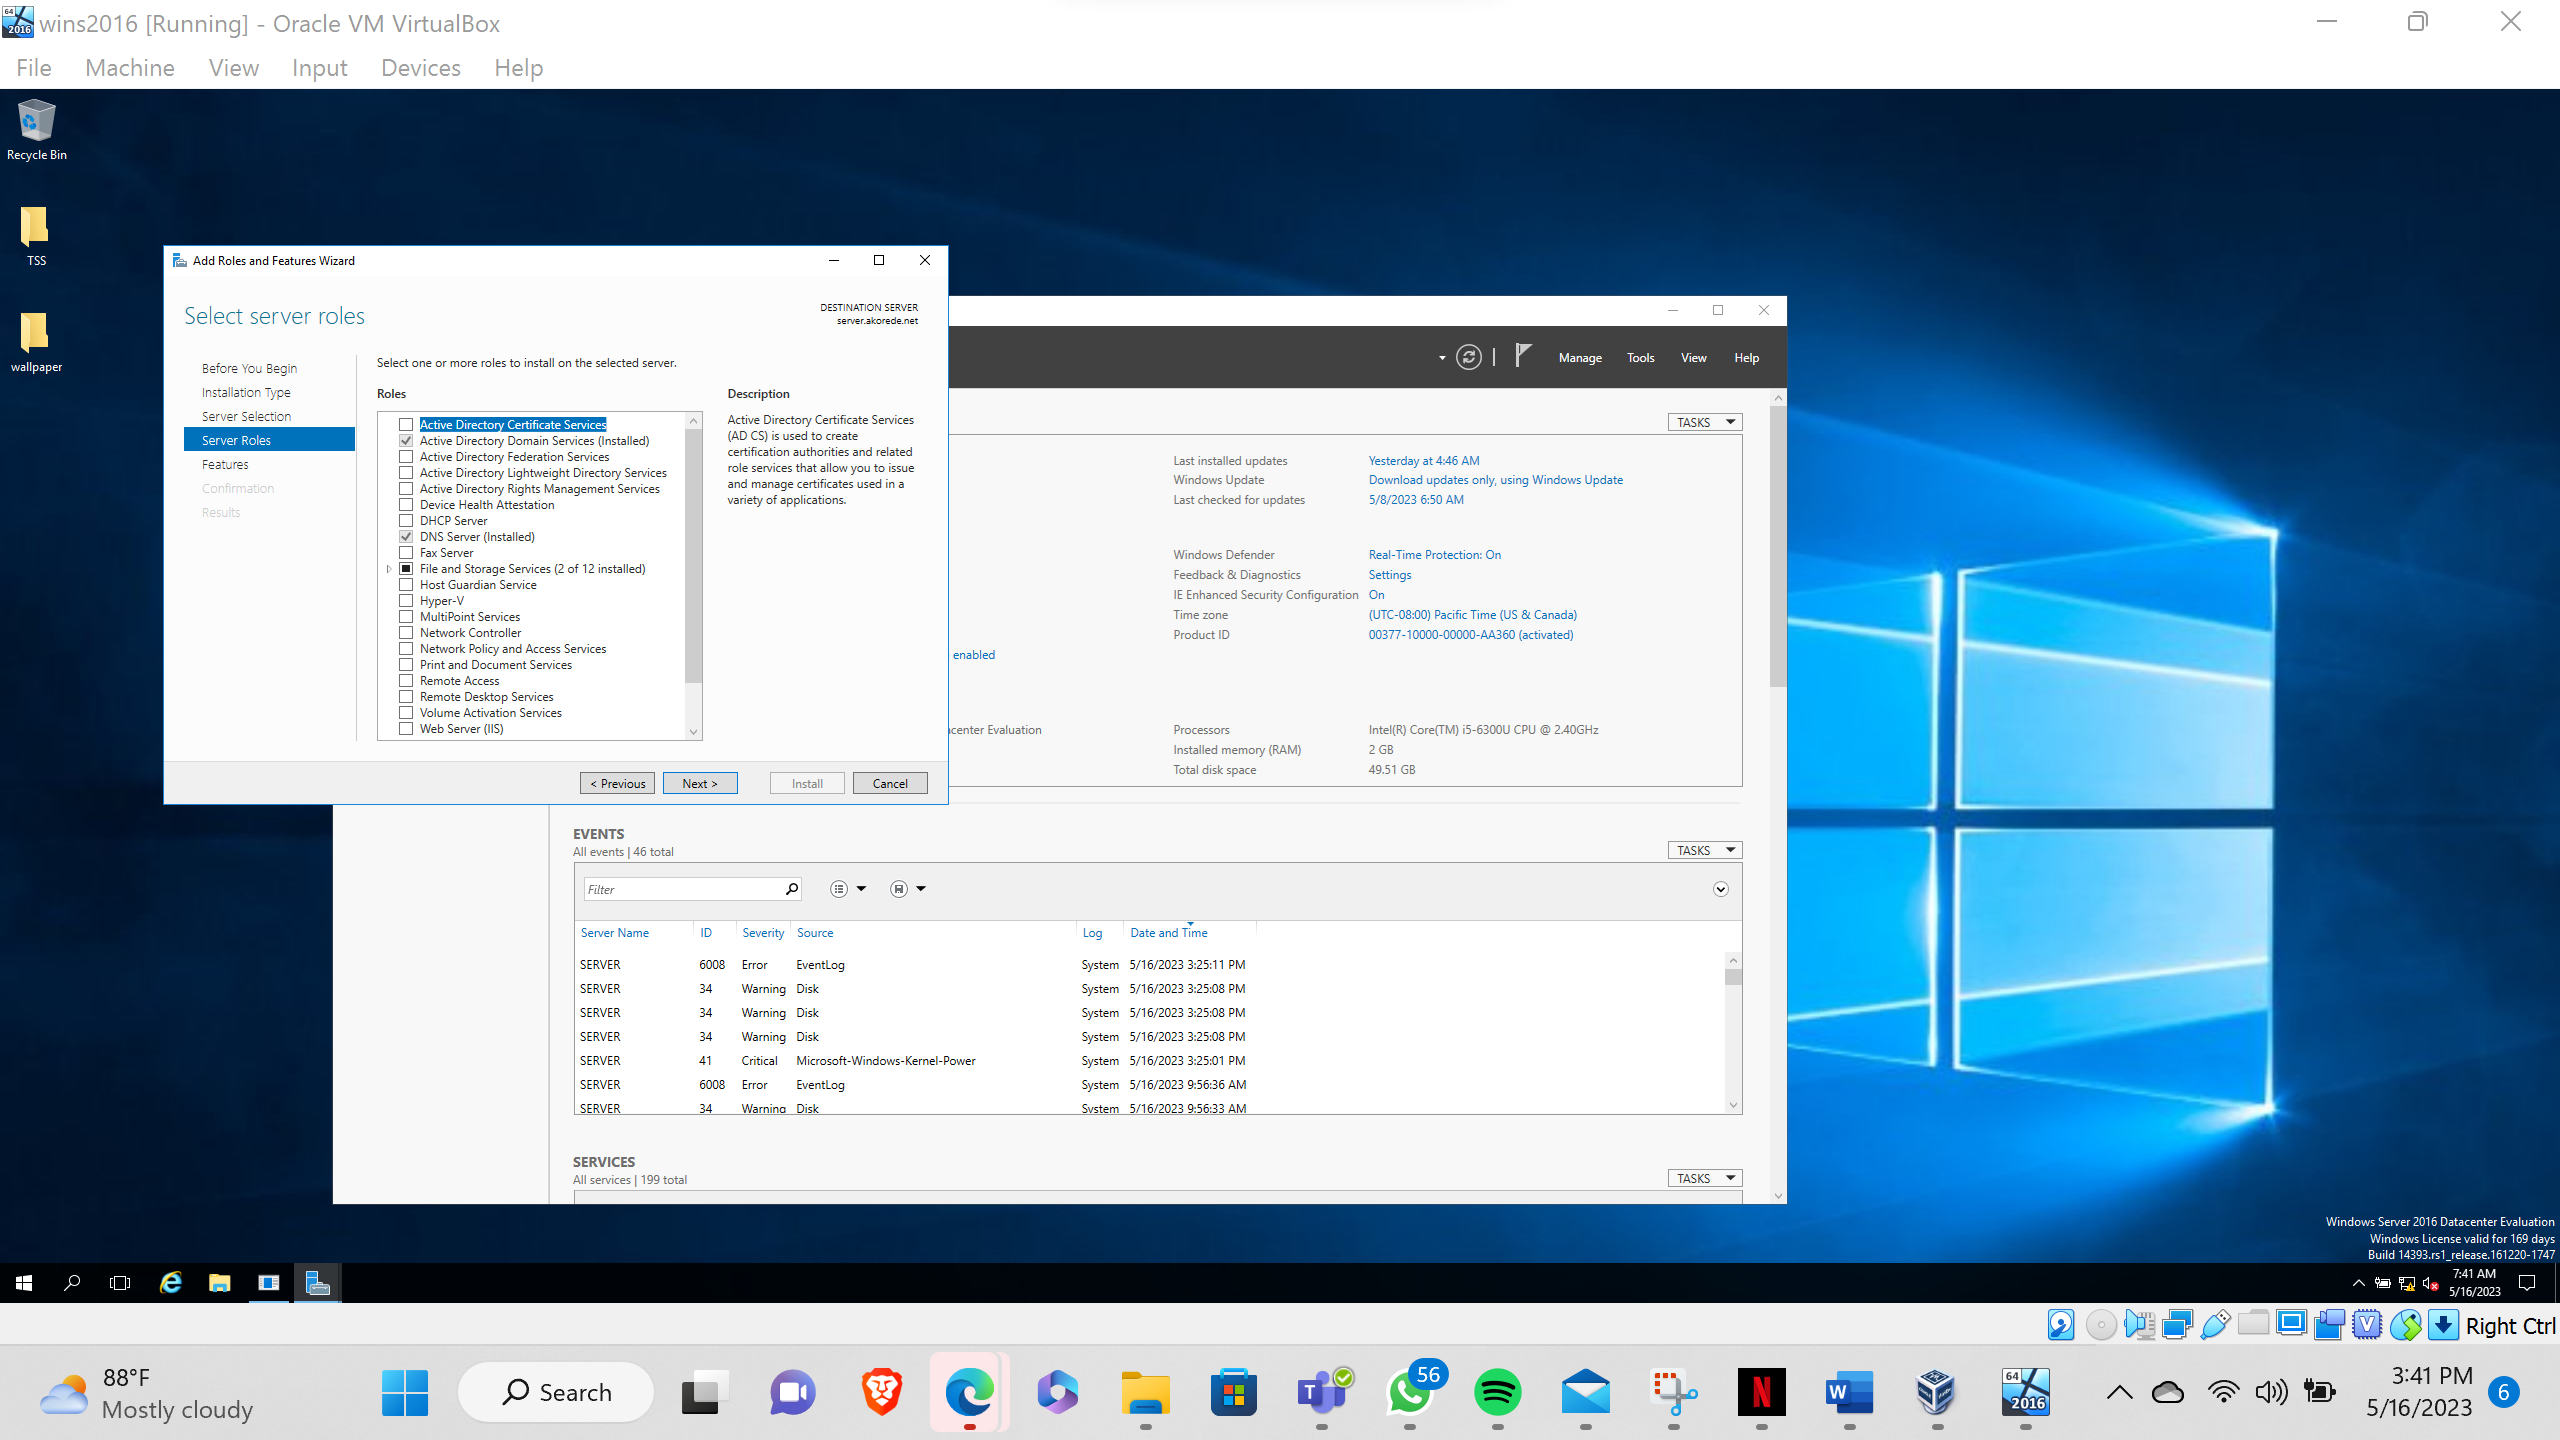 wins2016 [Running] - Oracle VM VirtualBox
File Machine View Input Devices Help
Recycle Bin
TSS
wallpaper
Add Roles and Features Wizard
Select server roles
DESTINATION SERVER
server.akorede.net
Before You Begin
Installation Type
Server Selection
Server Roles
Features
Confirmation
Results
Select one or more roles to install on the selected server.
Roles
Active Directory Certificate Services
Active Directory Domain Services (Installed)
Active Directory Federation Services
Active Directory Lightweight Directory Services
Active Directory Rights Management Services
Device Health Attestation
DHCP Server
DNS Server (Installed)
Fax Server
File and Storage Services (2 of 12 installed)
Host Guardian Service
Hyper-V
MultiPoint Services
Network Controller
Network Policy and Access Services
Print and Document Services
Remote Access
Remote Desktop Services
Volume Activation Services
Web Server (IIS)
Description
Active Directory Certificate Services
(AD CS) is used to create
certification authorities and related
role services that allow you to issue
and manage certificates used in a
variety of applications.
< Previous Next > Install Cancel
Manage Tools View Help
TASKS
Last installed updates Yesterday at 4:46 AM
Windows Update Download updates only, using Windows Update
Last checked for updates 5/8/2023 6:50 AM
Windows Defender Real-Time Protection: On
Feedback & Diagnostics Settings
IE Enhanced Security Configuration On
Time zone (UTC-08:00) Pacific Time (US & Canada)
Product ID 00377-10000-00000-AA360 (activated)
enabled
center Evaluation Processors Intel(R) Core(TM) i5-6300U CPU @ 2.40GHz
Installed memory (RAM) 2 GB
Total disk space 49.51 GB
EVENTS
All events | 46 total
TASKS
Filter
Server Name ID Severity Source Log Date and Time
SERVER 6008 Error EventLog System 5/16/2023 3:25:11 PM
SERVER 34 Warning Disk System 5/16/2023 3:25:08 PM
SERVER 34 Warning Disk System 5/16/2023 3:25:08 PM
SERVER 34 Warning Disk System 5/16/2023 3:25:08 PM
SERVER 41 Critical Microsoft-Windows-Kernel-Power System 5/16/2023 3:25:01 PM
SERVER 6008 Error EventLog System 5/16/2023 9:56:36 AM
SERVER 34 Warning Disk System 5/16/2023 9:56:33 AM
SERVICES
All services | 199 total
TASKS
Windows Server 2016 Datacenter Evaluation
Windows License valid for 169 days
Build 14393.rs1_release.161220-1747
7:41 AM
5/16/2023
Right Ctrl
88°F
Mostly cloudy
Search
56
64
2016
3:41 PM
5/16/2023
6